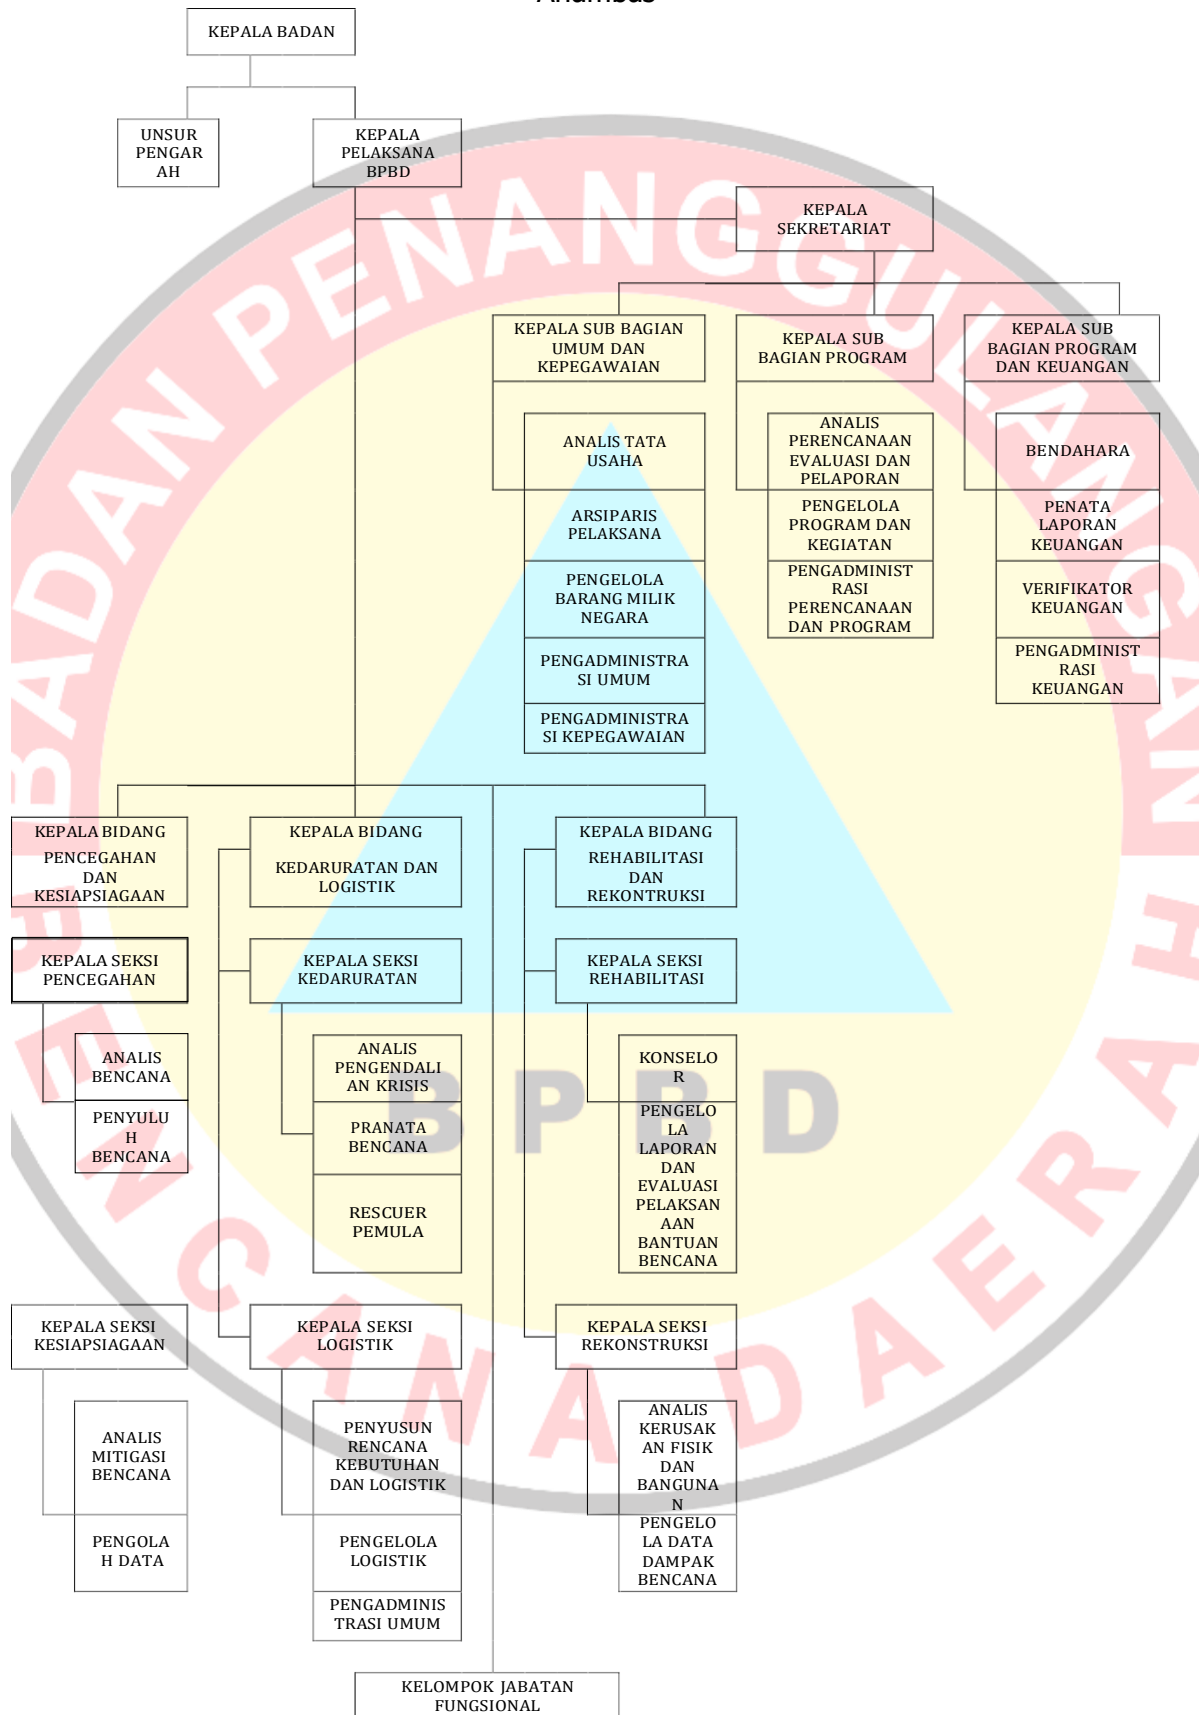 Anambas
KEPALA BADAN
UNSUR
PENGAR
AH
KEPALA
PELAKSANA
BPBD
KEPALA
SEKRETARIAT
KEPALA SUB BAGIAN
UMUM DAN
KEPEGAWAIAN
KEPALA SUB
BAGIAN PROGRAM
KEPALA SUB
BAGIAN PROGRAM
DAN KEUANGAN
ANALIS TATA
USAHA
ARSIPARIS
PELAKSANA
PENGELOLA
BARANG MILIK
NEGARA
PENGADMINISTRA
SI UMUM
PENGADMINISTRA
SI KEPEGAWAIAN
ANALIS
PERENCANAAN
EVALUASI DAN
PELAPORAN
PENGELOLA
PROGRAM DAN
KEGIATAN
PENGADMINIST
RASI
PERENCANAAN
DAN PROGRAM
BENDAHARA
PENATA
LAPORAN
KEUANGAN
VERIFIKATOR
KEUANGAN
PENGADMINIST
RASI
KEUANGAN
KEPALA BIDANG
PENCEGAHAN
DAN
KESIAPSIAGAAN
KEPALA BIDANG
KEDARURATAN DAN
LOGISTIK
KEPALA BIDANG
REHABILITASI
DAN
REKONTRUKSI
KEPALA SEKSI
PENCEGAHAN
KEPALA SEKSI
KEDARURATAN
KEPALA SEKSI
REHABILITASI
ANALIS
BENCANA
PENYULU
H
BENCANA
ANALIS
PENGENDALI
AN KRISIS
PRANATA
BENCANA
RESCUER
PEMULA
KONSELO
R
PENGELO
LA
LAPORAN
DAN
EVALUASI
PELAKSAN
AAN
BANTUAN
BENCANA
KEPALA SEKSI
KESIAPSIAGAAN
KEPALA SEKSI
LOGISTIK
KEPALA SEKSI
REKONSTRUKSI
ANALIS
MITIGASI
BENCANA
PENGOLA
H DATA
PENYUSUN
RENCANA
KEBUTUHAN
DAN LOGISTIK
PENGELOLA
LOGISTIK
PENGADMINIS
TRASI UMUM
ANALIS
KERUSAK
AN FISIK
DAN
BANGUNA
N
PENGELO
LA DATA
DAMPAK
BENCANA
KELOMPOK JABATAN
FUNGSIONAL
BADAN PENANGGULANGAN
BENCANA DAERAH
BPBD